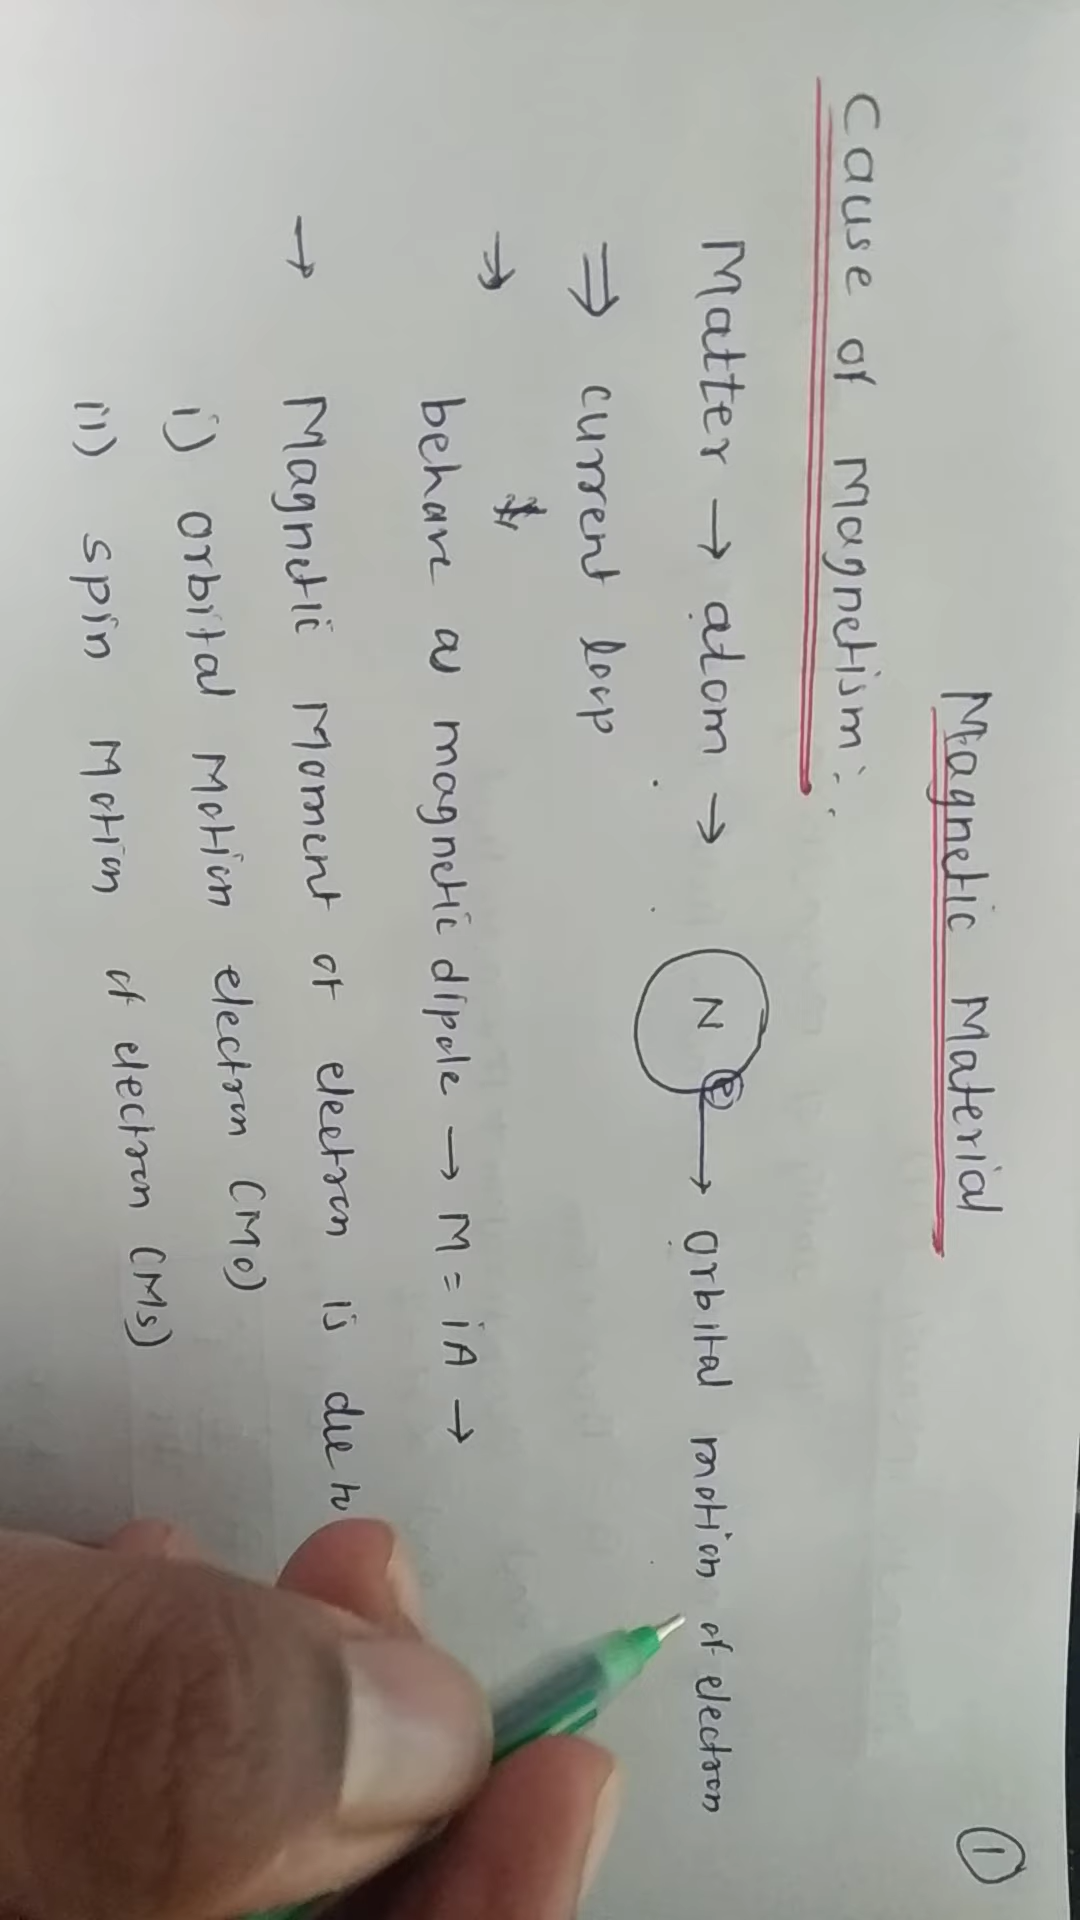 ①
Magnetic Material
Cause of Magnetism:
Matter → atom → N e → orbital motion of electron
⇒ current loop
→ behave as magnetic dipole → M = iA →
→ Magnetic Moment of electron is due to
i) orbital Motion electron (Mo)
ii) spin Motion of electron (Ms)